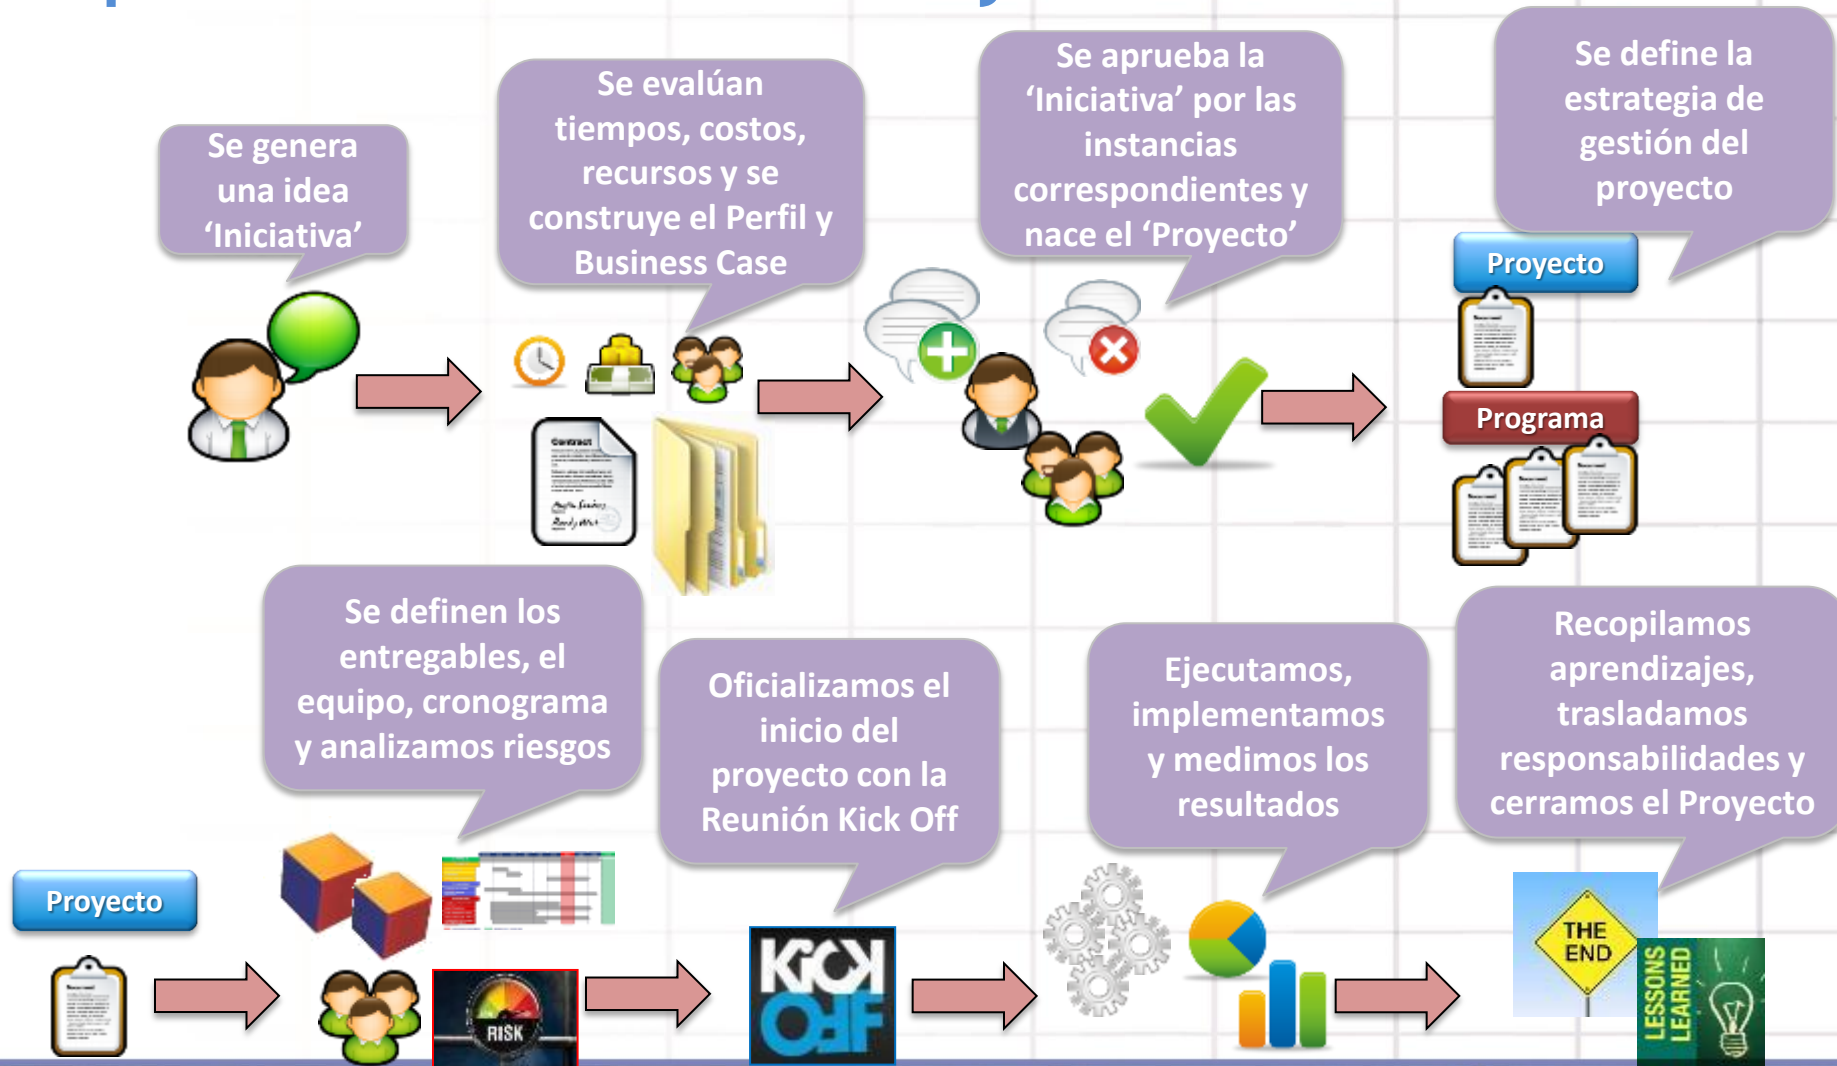 Se genera
una idea
‘Iniciativa’
Se evalúan
tiempos, costos,
recursos y se
construye el Perfil y
Business Case
Se aprueba la
‘Iniciativa’ por las
instancias
correspondientes y
nace el ‘Proyecto’
Se define la
estrategia de
gestión del
proyecto
Proyecto
Programa
Contract
Se definen los
entregables, el
equipo, cronograma
y analizamos riesgos
Oficializamos el
inicio del
proyecto con la
Reunión Kick Off
Ejecutamos,
implementamos
y medimos los
resultados
Recopilamos
aprendizajes,
trasladamos
responsabilidades y
cerramos el Proyecto
Proyecto
RISK
KiCK
OFF
THE
END
LESSONS
LEARNED